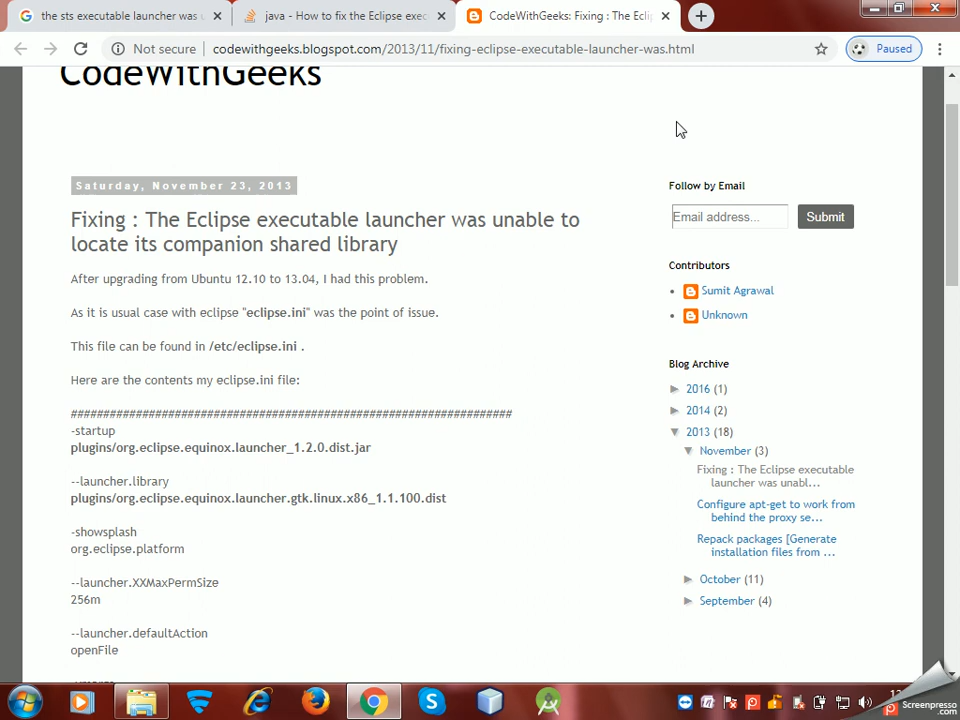 the sts executable launcher was
java - How to fix the Eclipse exec
CodeWithGeeks: Fixing : The Ecli
Not secure
codewithgeeks.blogspot.com/2013/11/fixing-eclipse-executable-launcher-was.html
Paused
CodeWithGeeks
Saturday, November 23, 2013
Fixing : The Eclipse executable launcher was unable to
locate its companion shared library
After upgrading from Ubuntu 12.10 to 13.04, I had this problem.
As it is usual case with eclipse "eclipse.ini" was the point of issue.
This file can be found in /etc/eclipse.ini .
Here are the contents my eclipse.ini file:
####################################################################
-startup
plugins/org.eclipse.equinox.launcher_1.2.0.dist.jar
--launcher.library
plugins/org.eclipse.equinox.launcher.gtk.linux.x86_1.1.100.dist
-showsplash
org.eclipse.platform
--launcher.XXMaxPermSize
256m
--launcher.defaultAction
openFile
Follow by Email
Email address...
Submit
Contributors
Sumit Agrawal
Unknown
Blog Archive
► 2016 (1)
► 2014 (2)
▼ 2013 (18)
▼ November (3)
Fixing : The Eclipse executable
launcher was unabl...
Configure apt-get to work from
behind the proxy se...
Repack packages [Generate
installation files from ...
► October (11)
► September (4)
Screenpresso
.com